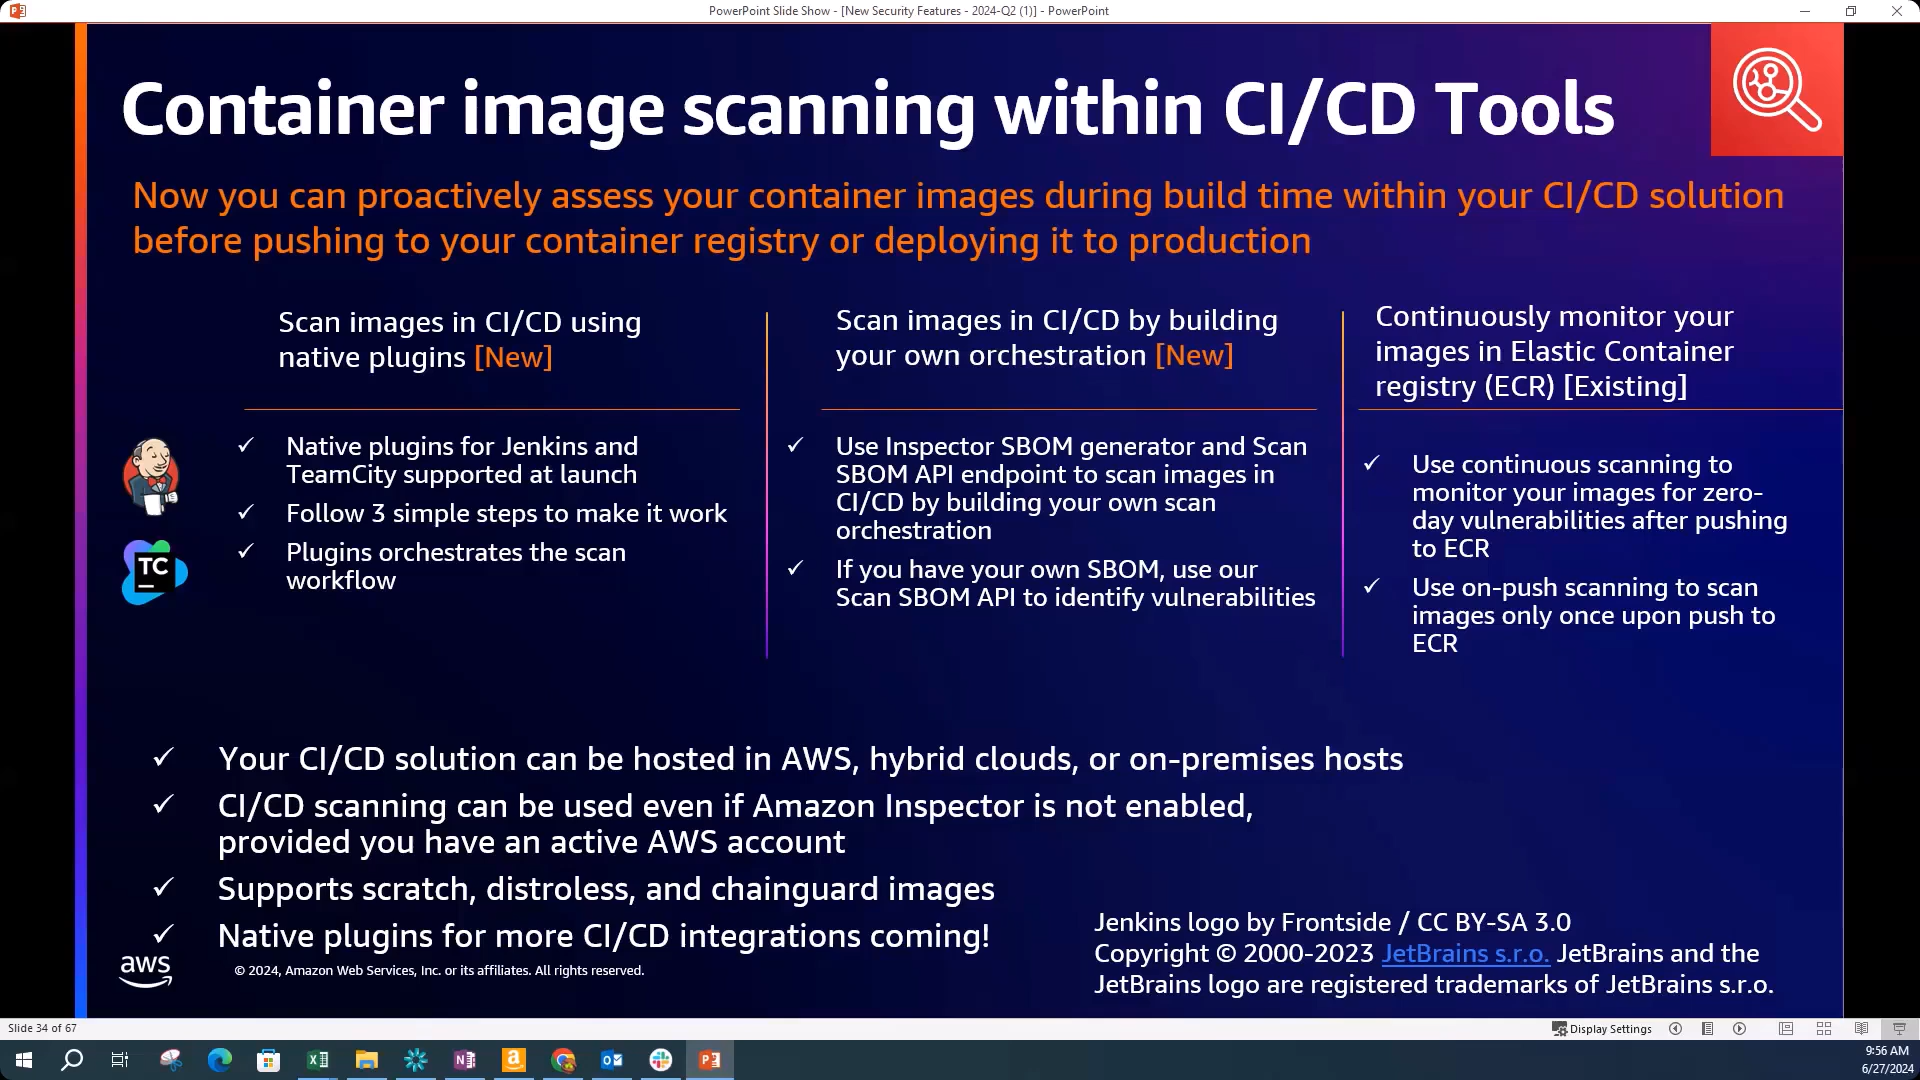 PowerPoint Slide Show - [New Security Features - 2024-Q2 (1)] - PowerPoint
Container image scanning within CI/CD Tools
Now you can proactively assess your container images during build time within your CI/CD solution
before pushing to your container registry or deploying it to production
Scan images in CI/CD using
native plugins [New]
Native plugins for Jenkins and
TeamCity supported at launch
Follow 3 simple steps to make it work
Plugins orchestrates the scan
workflow
TC
Scan images in CI/CD by building
your own orchestration [New]
Use Inspector SBOM generator and Scan
SBOM API endpoint to scan images in
CI/CD by building your own scan
orchestration
If you have your own SBOM, use our
Scan SBOM API to identify vulnerabilities
Continuously monitor your
images in Elastic Container
registry (ECR) [Existing]
Use continuous scanning to
monitor your images for zero-
day vulnerabilities after pushing
to ECR
Use on-push scanning to scan
images only once upon push to
ECR
Your CI/CD solution can be hosted in AWS, hybrid clouds, or on-premises hosts
CI/CD scanning can be used even if Amazon Inspector is not enabled,
provided you have an active AWS account
Supports scratch, distroless, and chainguard images
Native plugins for more CI/CD integrations coming!
Jenkins logo by Frontside / CC BY-SA 3.0
Copyright © 2000-2023 JetBrains s.r.o. JetBrains and the
JetBrains logo are registered trademarks of JetBrains s.r.o.
aws
© 2024, Amazon Web Services, Inc. or its affiliates. All rights reserved.
Slide 34 of 67
Display Settings
9:56 AM
6/27/2024